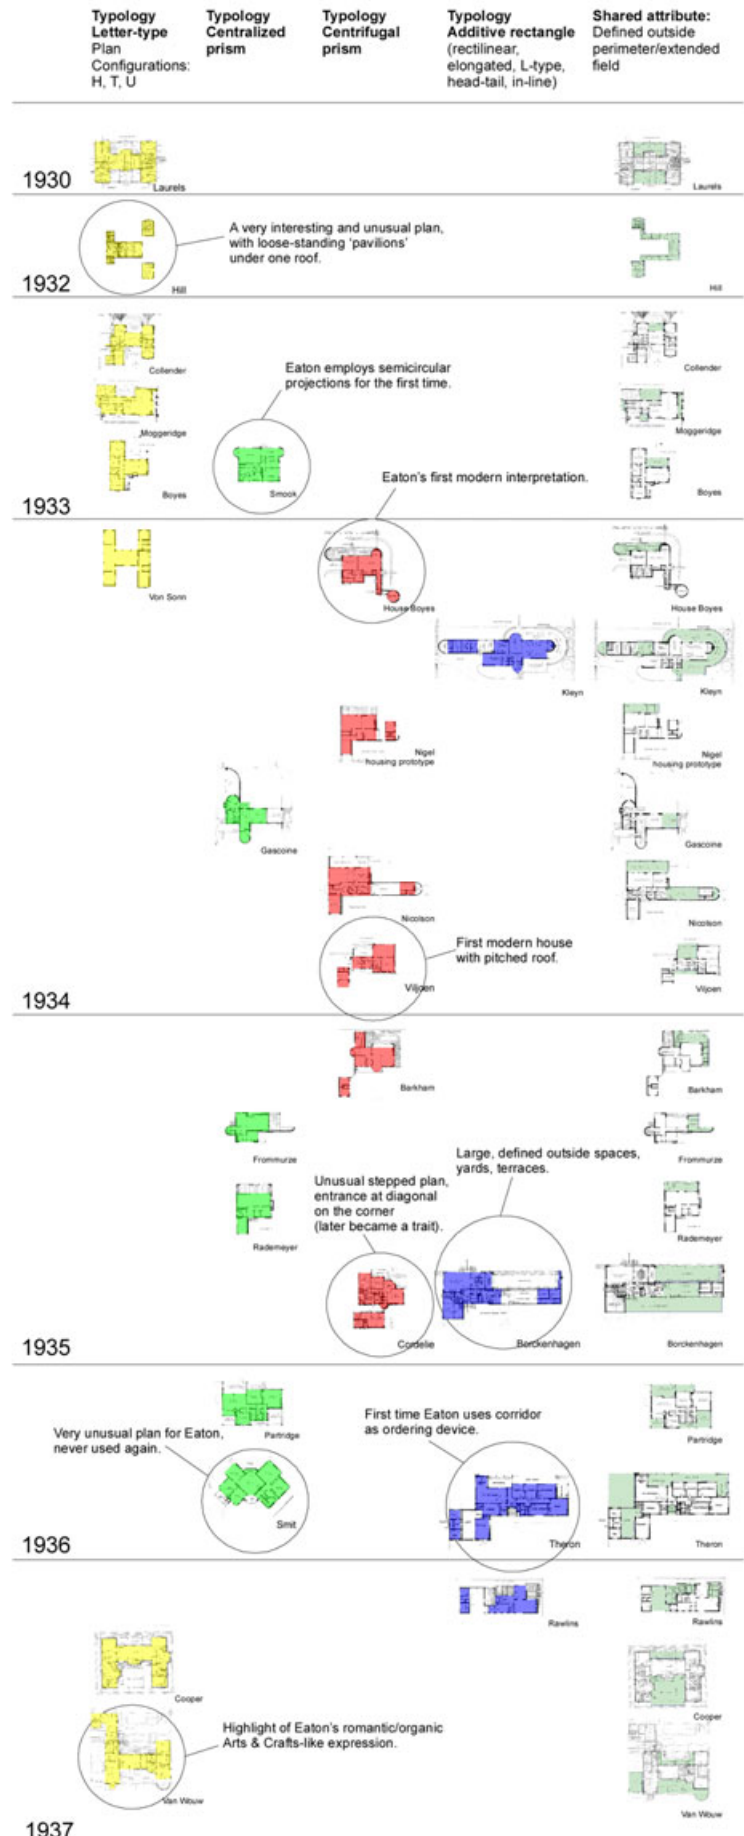 Typology
Letter-type
Plan
Configurations:
H, T, U
Typology
Centralized
prism
Typology
Centrifugal
prism
Typology
Additive rectangle
(rectilinear,
elongated, L-type,
head-tail, in-line)
Shared attribute:
Defined outside
perimeter/extended
field
Laurels
Laurels
1930
A very interesting and unusual plan,
with loose-standing ‘pavilions’
under one roof.
Hill
Hill
1932
Collender
Collender
Eaton employs semicircular
projections for the first time.
Moggeridge
Moggeridge
Boyes
Smook
Boyes
1933
Eaton’s first modern interpretation.
Von Sonn
House Boyes
House Boyes
Kleyn
Kleyn
Nigel
housing prototype
Nigel
housing prototype
Gascoine
Gascoine
Nicolson
Nicolson
First modern house
with pitched roof.
Viljoen
Viljoen
1934
Barkham
Barkham
Frommurze
Frommurze
Large, defined outside spaces,
yards, terraces.
Unusual stepped plan,
entrance at diagonal
on the corner
(later became a trait).
Rademeyer
Rademeyer
Cordelie
Borckenhagen
Borckenhagen
1935
Partridge
Partridge
First time Eaton uses corridor
as ordering device.
Very unusual plan for Eaton,
never used again.
Smit
Theron
Theron
1936
Rawlins
Rawlins
Cooper
Cooper
Highlight of Eaton’s romantic/organic
Arts & Crafts-like expression.
Van Wouw
Van Wouw
1937